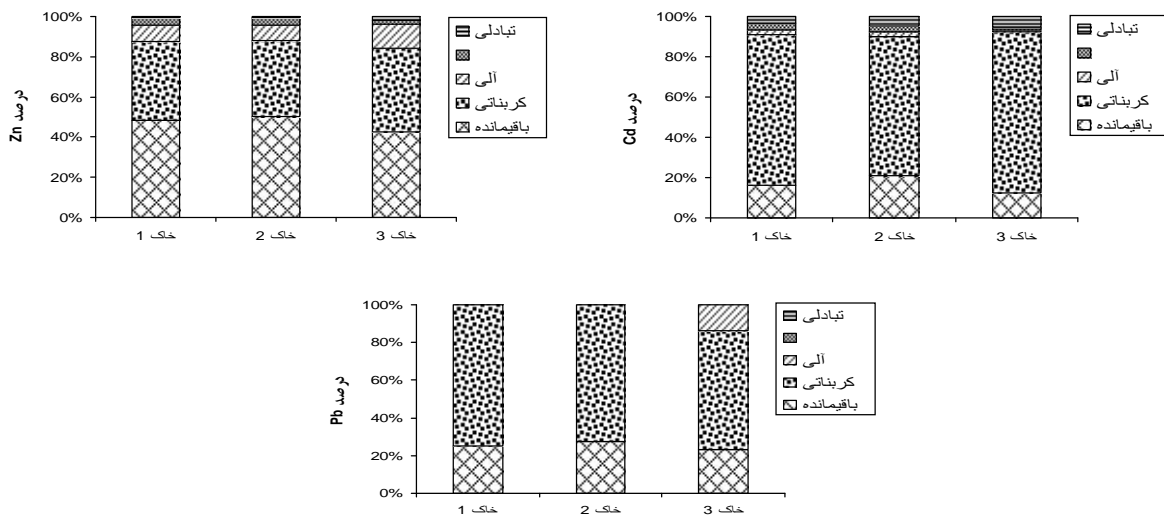 100%
80%
60%
40%
20%
0%
درصد Zn
خاک 1
خاک 2
خاک 3
تبادلی
آلی
کربناتی
باقیمانده
100%
80%
60%
40%
20%
0%
درصد Cd
خاک 1
خاک 2
خاک 3
تبادلی
آلی
کربناتی
باقیمانده
100%
80%
60%
40%
20%
0%
درصد Pb
خاک 1
خاک 2
خاک 3
تبادلی
آلی
کربناتی
باقیمانده